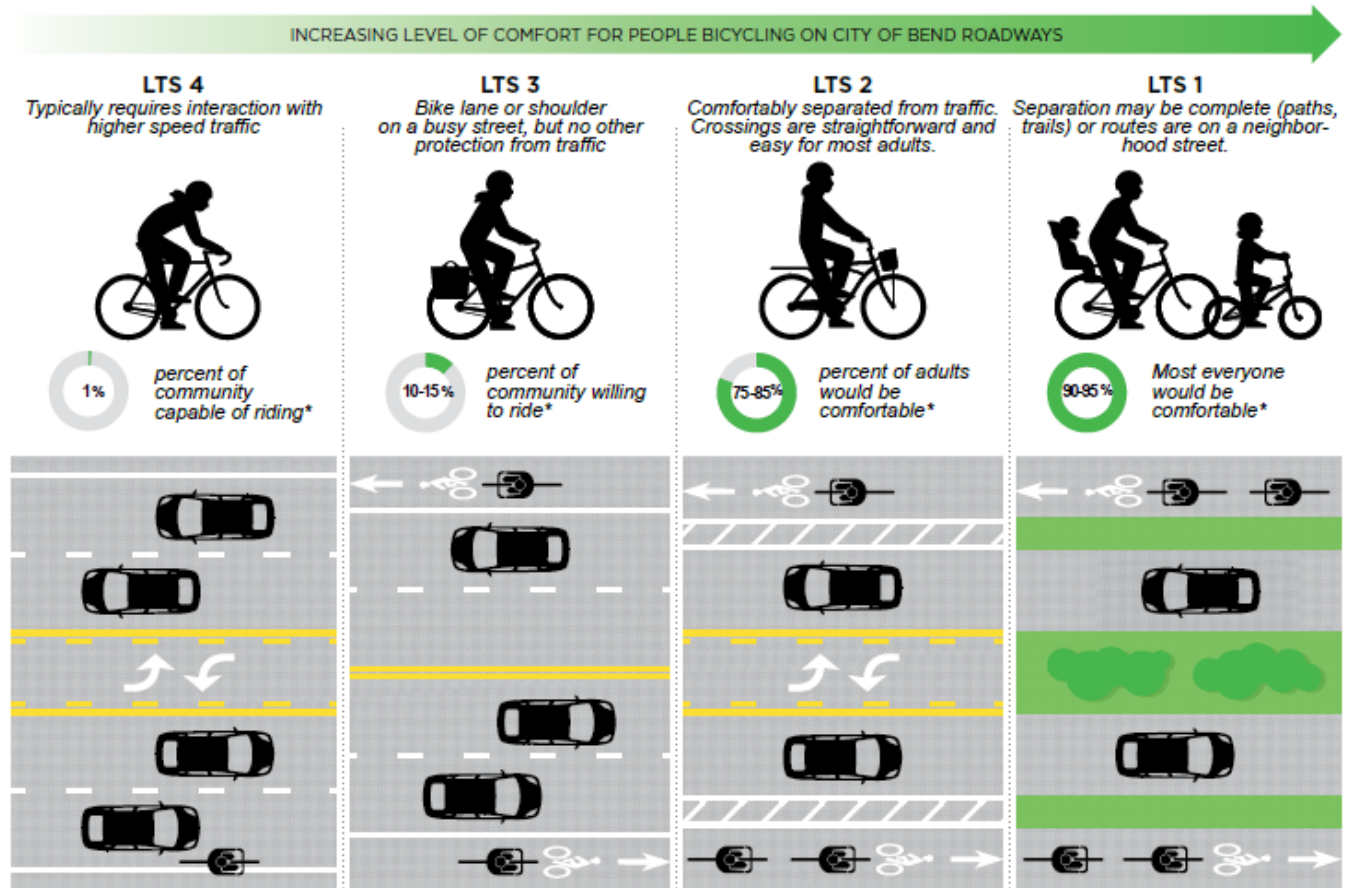 INCREASING LEVEL OF COMFORT FOR PEOPLE BICYCLING ON CITY OF BEND ROADWAYS
LTS 4
Typically requires interaction with
higher speed traffic
1%
percent of
community
capable of riding*
LTS 3
Bike lane or shoulder
on a busy street, but no other
protection from traffic
10-15%
percent of
community willing
to ride*
LTS 2
Comfortably separated from traffic.
Crossings are straightforward and
easy for most adults.
75-85%
percent of adults
would be
comfortable*
LTS 1
Separation may be complete (paths,
trails) or routes are on a neighbor-
hood street.
90-95%
Most everyone
would be
comfortable*